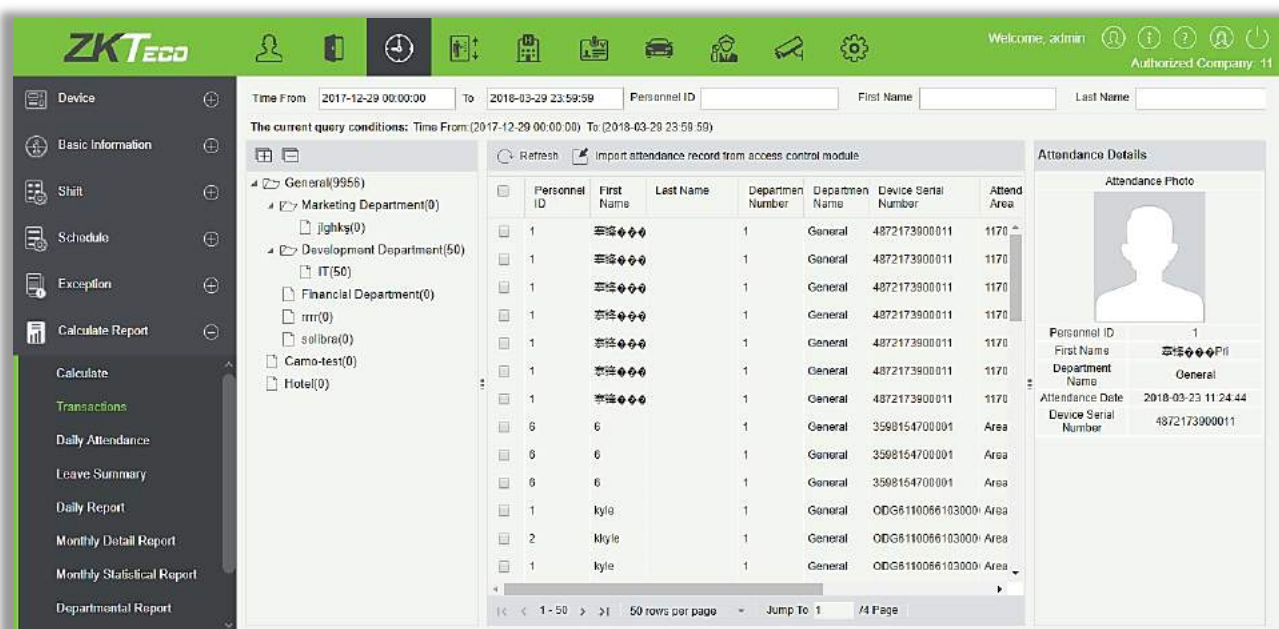 ZKTECO
Welcome, admin
Authorized Company: 11
Device
Basic Information
Shift
Schedule
Exception
Calculate Report
Calculate
Transactions
Daily Attendance
Leave Summary
Daily Report
Monthly Detail Report
Monthly Statistical Report
Departmental Report
Time From 2017-12-29 00:00:00 To 2018-03-29 23:59:59 Personnel ID First Name Last Name
The current query conditions: Time From:(2017-12-29 00:00:00) To:(2018-03-29 23:59:59)
General(9956)
Marketing Department(0)
jlghkş(0)
Development Department(50)
IT(50)
Financial Department(0)
rrrr(0)
solibra(0)
Camo-test(0)
Hotel(0)
Refresh Import attendance record from access control module
Personnel ID First Name Last Name Departmen Number Departmen Name Device Serial Number Attend Area
1 ��� 1 General 4872173900011 1170
1 ��� 1 General 4872173900011 1170
1 ��� 1 General 4872173900011 1170
1 ��� 1 General 4872173900011 1170
1 ��� 1 General 4872173900011 1170
1 ��� 1 General 4872173900011 1170
1 ��� 1 General 4872173900011 1170
6 6 1 General 3598154700001 Area
6 6 1 General 3598154700001 Area
6 6 1 General 3598154700001 Area
1 kyle 1 General ODG6110066103000 Area
2 kkyle 1 General ODG6110066103000 Area
1 kyle 1 General ODG6110066103000 Area
1 - 50 50 rows per page Jump To 1 /4 Page
Attendance Details
Attendance Photo
Personnel ID 1
First Name ���Pri
Department Name General
Attendance Date 2018-03-23 11:24:44
Device Serial Number 4872173900011